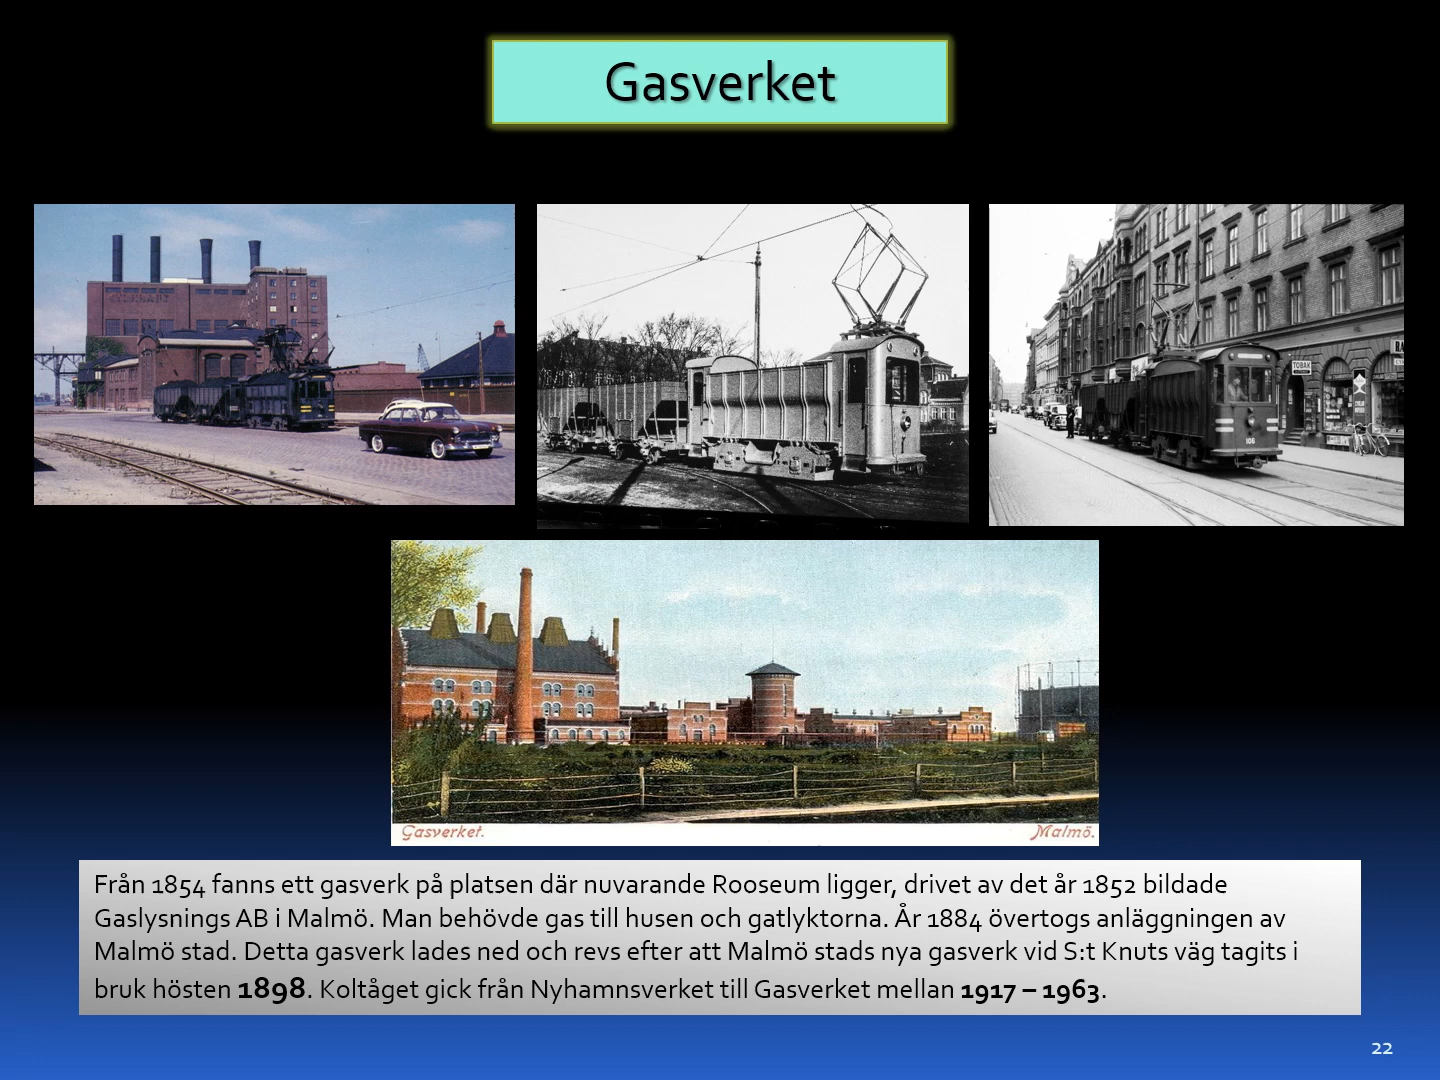 Gasverket
SYDKRAFT
TOBAK
106
Gasverket.
Malmö.
Från 1854 fanns ett gasverk på platsen där nuvarande Rooseum ligger, drivet av det år 1852 bildade
Gaslysnings AB i Malmö. Man behövde gas till husen och gatlyktorna. År 1884 övertogs anläggningen av
Malmö stad. Detta gasverk lades ned och revs efter att Malmö stads nya gasverk vid S:t Knuts väg tagits i
bruk hösten 1898. Koltåget gick från Nyhamnsverket till Gasverket mellan 1917 – 1963.
22